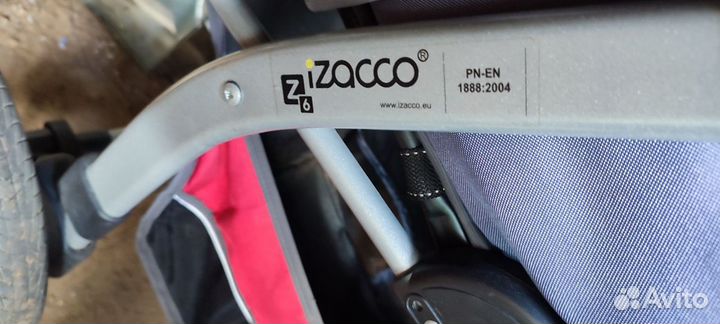 izacco®
Z6
www.izacco.eu
PN-EN
1888:2004
Avito